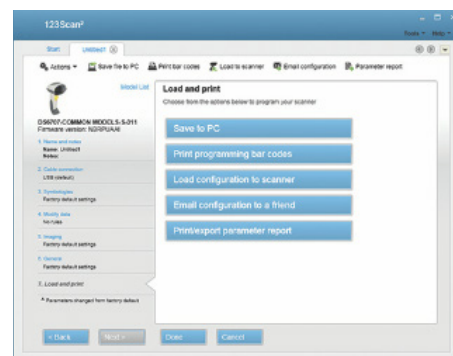 123Scan²
Tools Help
Start Untitled1
Actions Save file to PC Print bar codes Load to scanner Email configuration Parameter report
Model List
Load and print
Choose from the options below to program your scanner
Save to PC
Print programming bar codes
Load configuration to scanner
Email configuration to a friend
Print/export parameter report
1. Name and notes
Name: Untitled1
Notes:
2. Cable connection
USB (default)
3. Symbologies
Factory default settings
4. Modify data
No rules
5. Imaging
Factory default settings
6. General
Factory default settings
7. Load and print
* Parameters changed from factory default
< Back Next > Done Cancel